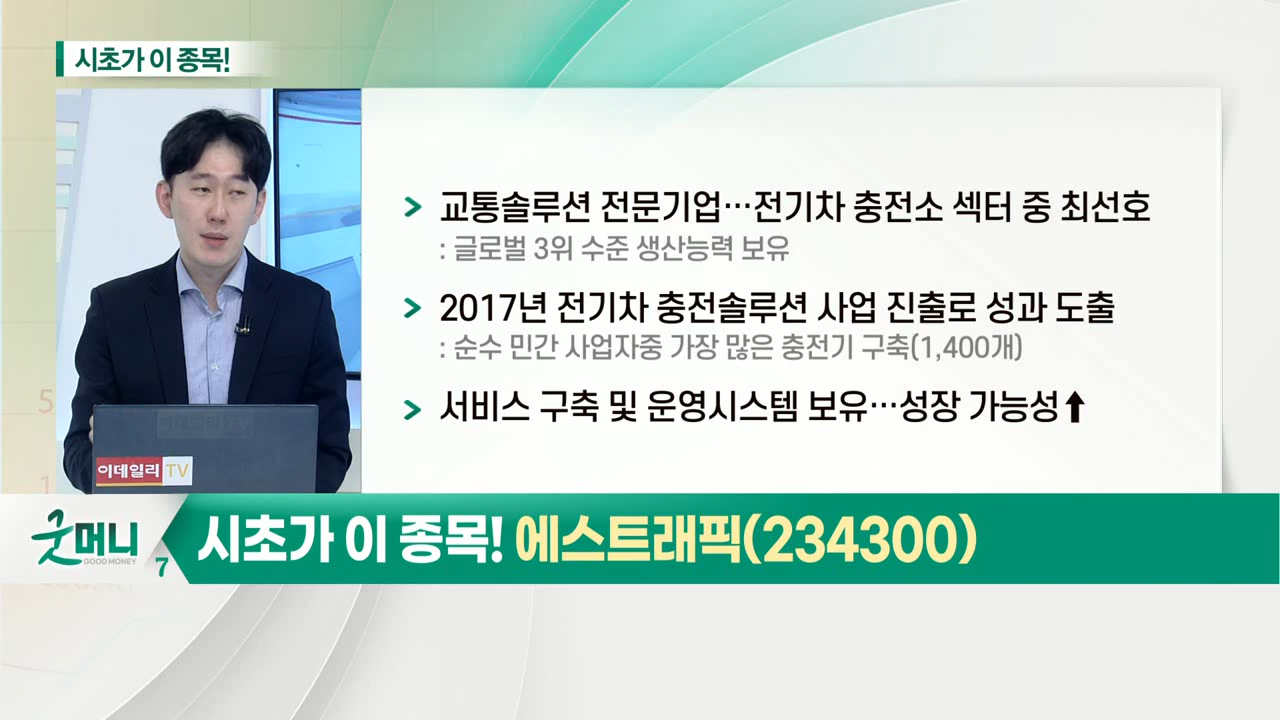 시초가 이 종목!
교통솔루션 전문기업…전기차 충전소 섹터 중 최선호
: 글로벌 3위 수준 생산능력 보유
2017년 전기차 충전솔루션 사업 진출로 성과 도출
: 순수 민간 사업자중 가장 많은 충전기 구축(1,400개)
서비스 구축 및 운영시스템 보유…성장 가능성⬆
5
1
이데일리 TV
굿머니
GOOD MONEY
7
시초가 이 종목! 에스트래픽(234300)